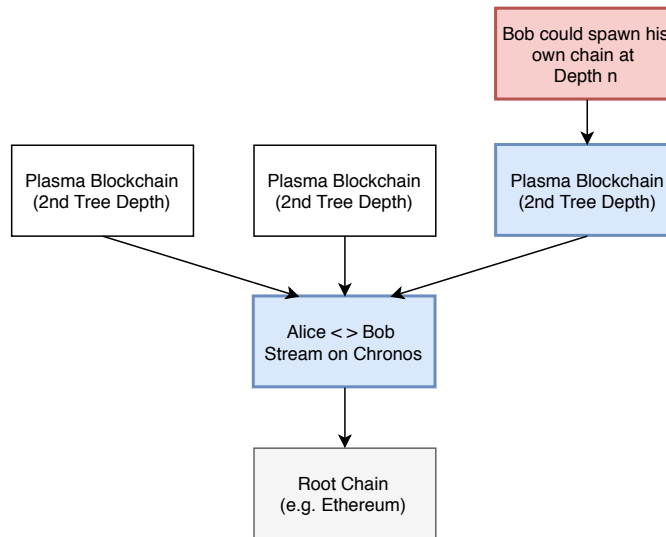 Bob could spawn his
own chain at
Depth n
Plasma Blockchain
(2nd Tree Depth)
Plasma Blockchain
(2nd Tree Depth)
Plasma Blockchain
(2nd Tree Depth)
Alice < > Bob
Stream on Chronos
Root Chain
(e.g. Ethereum)